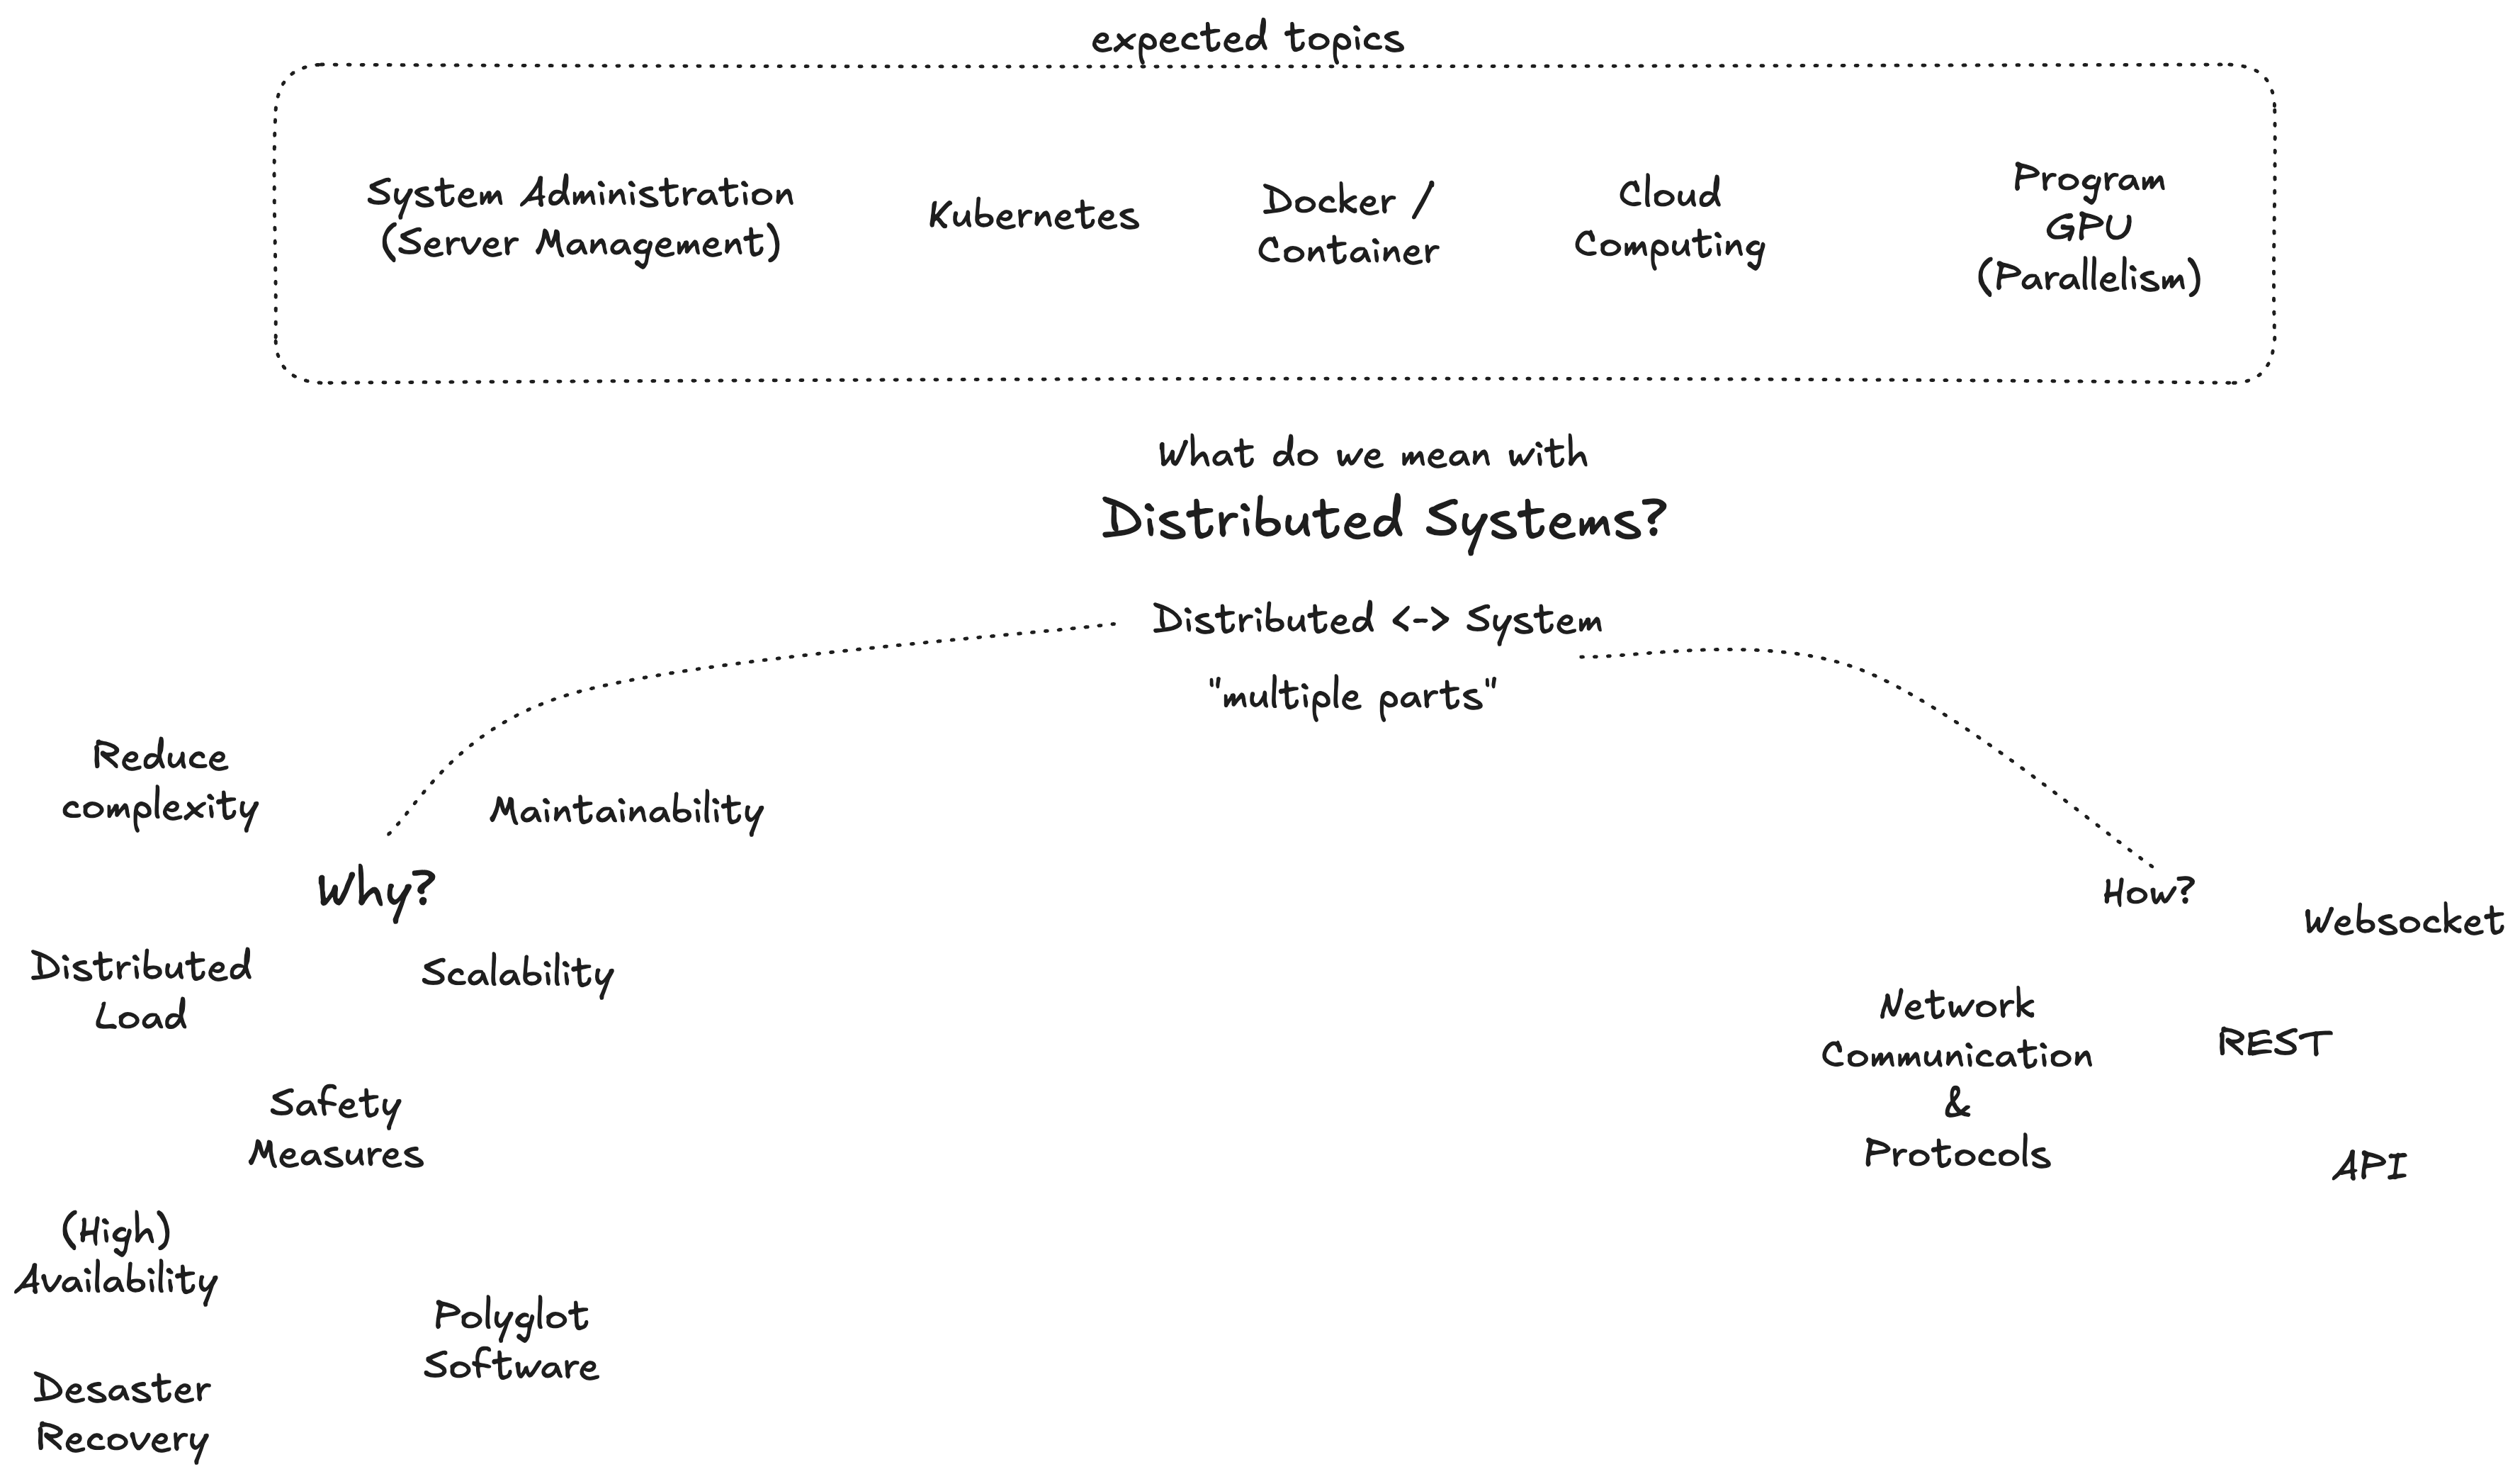 expected topics
System Administration
(Server Management)
Kubernetes
Docker /
Container
Cloud
Computing
Program
GPU
(Parallelism)
What do we mean with
Distributed Systems?
Distributed <-> System
"multiple parts"
Reduce
complexity
Maintainability
Why?
Distributed
Load
Scalability
Safety
Measures
(High)
Availability
Polyglot
Software
Desaster
Recovery
How?
Websocket
Network
Communication
&
Protocols
REST
API